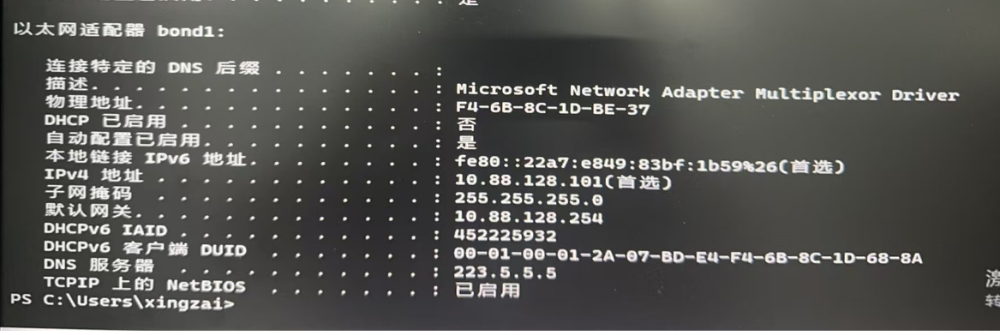 是
以太网适配器 bond1:
连接特定的 DNS 后缀 . . . . . . . :
描述. . . . . . . . . . . . . . . : Microsoft Network Adapter Multiplexor Driver
物理地址. . . . . . . . . . . . . : F4-6B-8C-1D-BE-37
DHCP 已启用 . . . . . . . . . . . : 否
自动配置已启用. . . . . . . . . . : 是
本地链接 IPv6 地址. . . . . . . . : fe80::22a7:e849:83bf:1b59%26(首选)
IPv4 地址 . . . . . . . . . . . . : 10.88.128.101(首选)
子网掩码 . . . . . . . . . . . . : 255.255.255.0
默认网关. . . . . . . . . . . . . : 10.88.128.254
DHCPv6 IAID . . . . . . . . . . . : 452225932
DHCPv6 客户端 DUID . . . . . . . : 00-01-00-01-2A-07-BD-E4-F4-6B-8C-1D-68-8A
DNS 服务器 . . . . . . . . . . . : 223.5.5.5
TCPIP 上的 NetBIOS . . . . . . . : 已启用
PS C:\Users\xingzai>